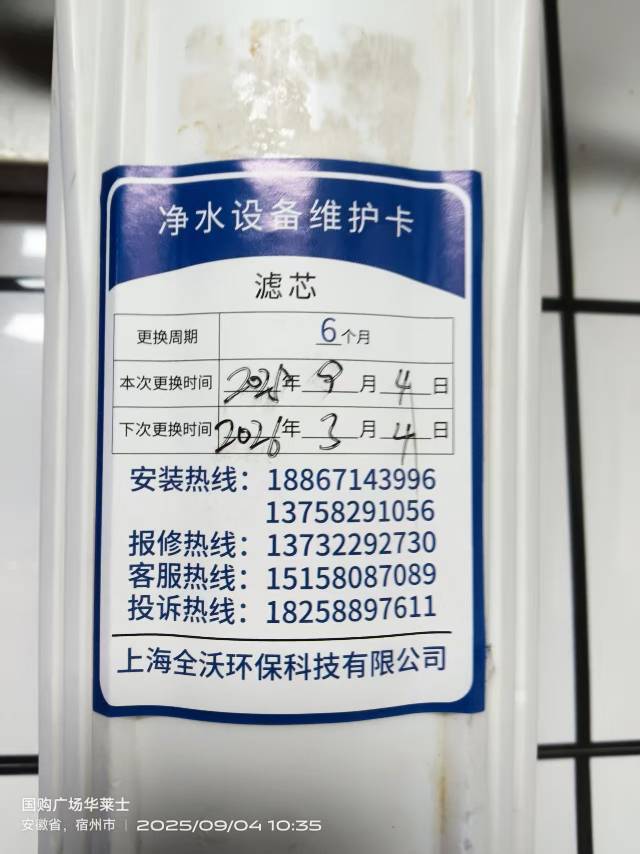 净水设备维护卡
滤芯
更换周期 6个月
本次更换时间 2025年9月4日
下次更换时间 2026年3月4日
安装热线：18867143996
13758291056
报修热线：13732292730
客服热线：15158087089
投诉热线：18258897611
上海全沃环保科技有限公司
国购广场华莱士
安徽省，宿州市 | 2025/09/04 10:35